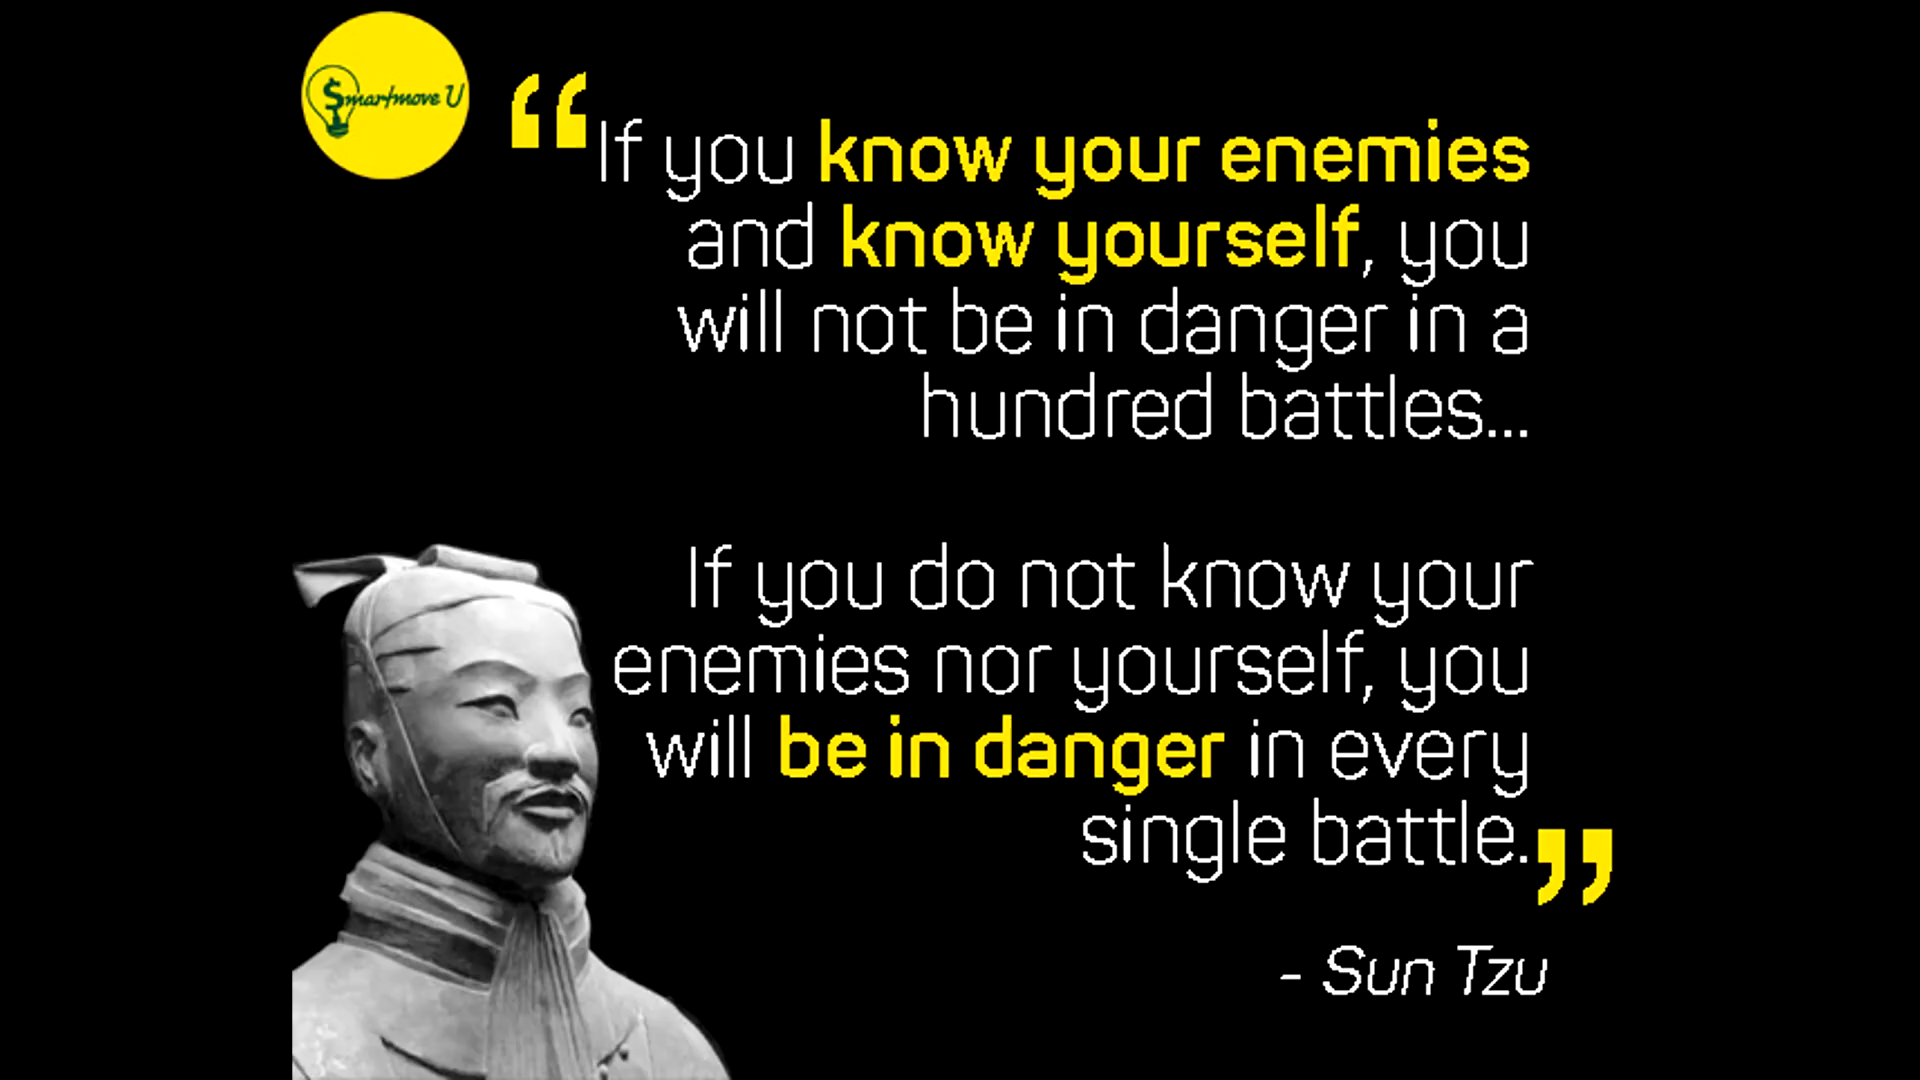 $martmove U
“If you know your enemies
and know yourself, you
will not be in danger in a
hundred battles...
If you do not know your
enemies nor yourself, you
will be in danger in every
single battle.”
- Sun Tzu